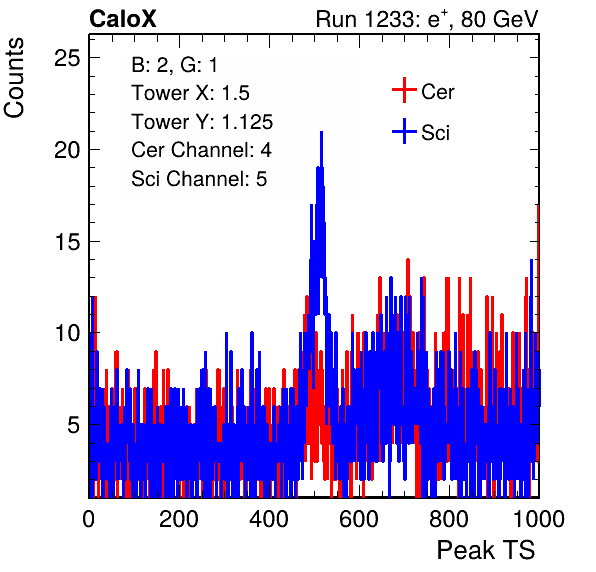 CaloX Run 1233: e⁺, 80 GeV
Counts
B: 2, G: 1
Tower X: 1.5
Tower Y: 1.125
Cer Channel: 4
Sci Channel: 5
Cer
Sci
25
20
15
10
5
0 200 400 600 800 1000
Peak TS